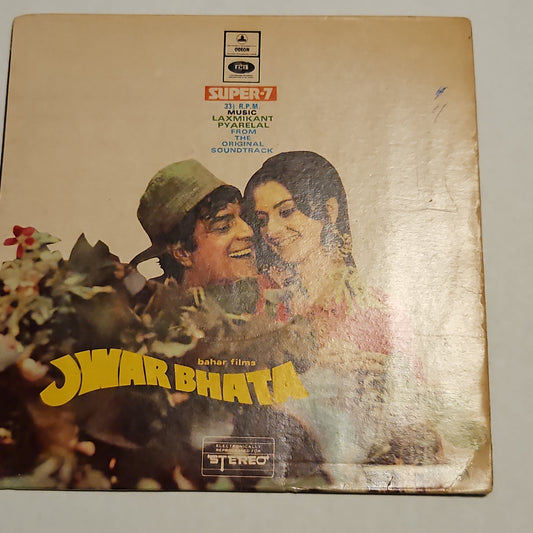 ODEON
EMI
SUPER-7
33⅓ R.P.M.
MUSIC
LAXMIKANT
PYARELAL
FROM
THE
ORIGINAL
SOUNDTRACK
bahar films
JWAR BHATA
ELECTRONICALLY
REPROCESSED FOR
STEREO